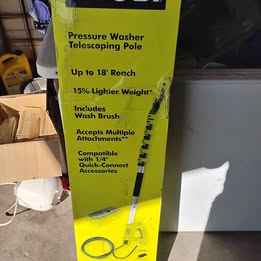 Pressure Washer
Telescoping Pole
Up to 18' Reach
15% Lighter Weight*
Includes
Wash Brush
Accepts Multiple
Attachments**
Compatible
with 1/4"
Quick-Connect
Accessories